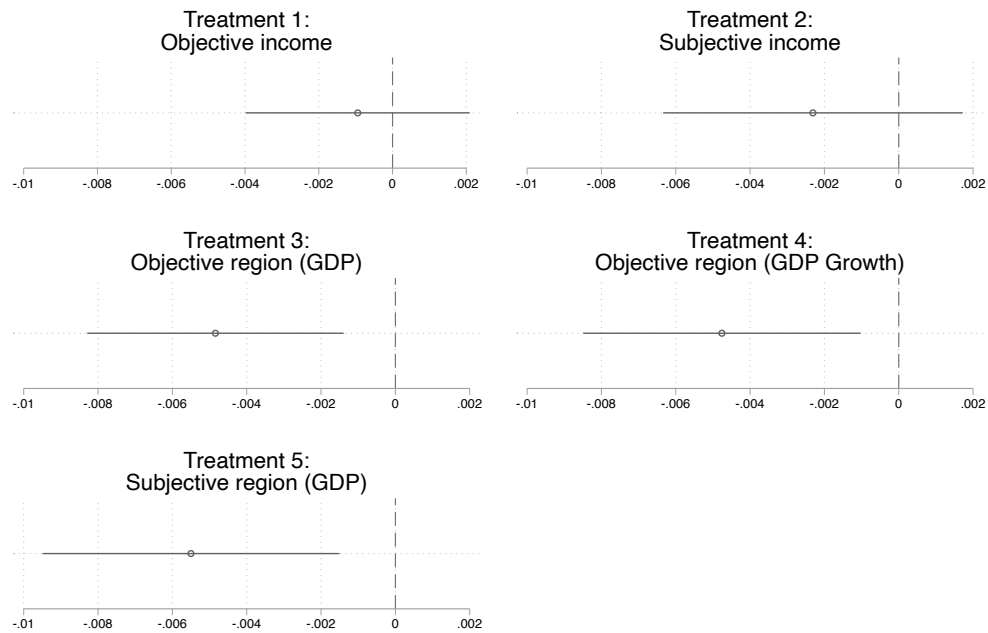 Treatment 1:
Objective income
-.01 -.008 -.006 -.004 -.002 0 .002
Treatment 2:
Subjective income
-.01 -.008 -.006 -.004 -.002 0 .002
Treatment 3:
Objective region (GDP)
-.01 -.008 -.006 -.004 -.002 0 .002
Treatment 4:
Objective region (GDP Growth)
-.01 -.008 -.006 -.004 -.002 0 .002
Treatment 5:
Subjective region (GDP)
-.01 -.008 -.006 -.004 -.002 0 .002